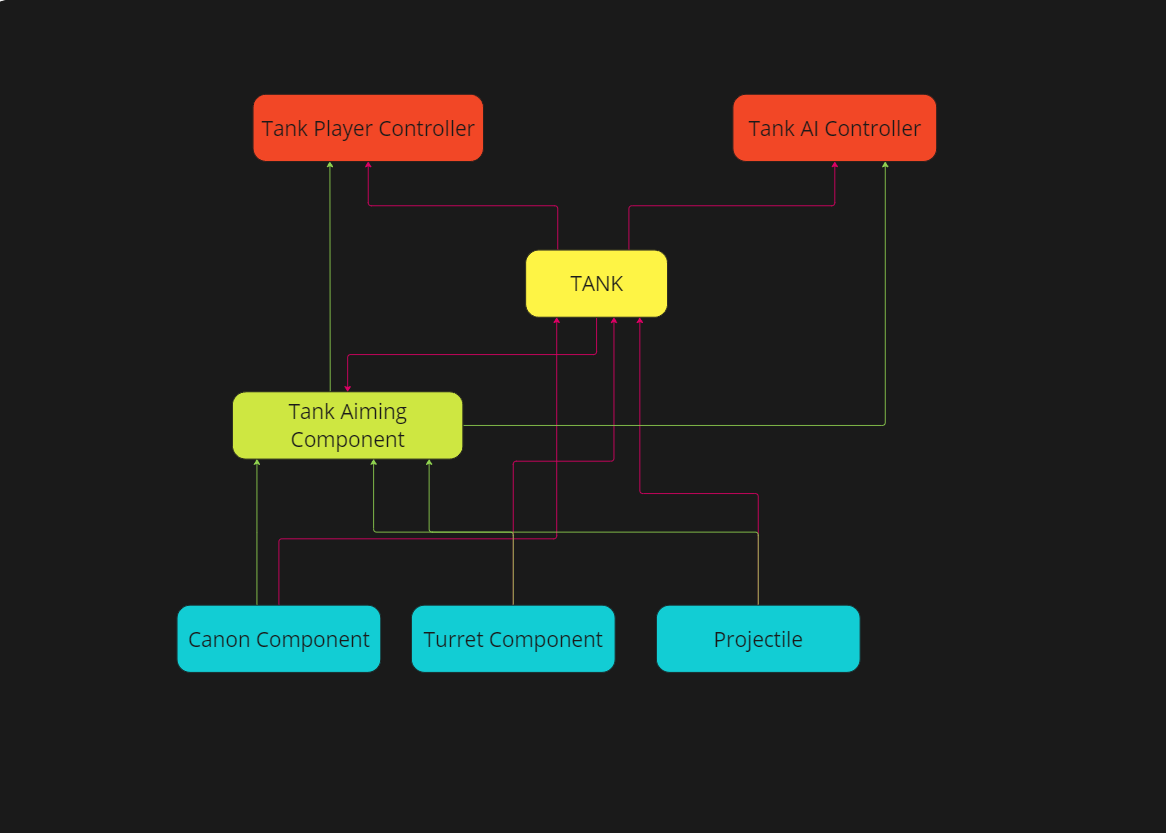 Tank Player Controller
Tank AI Controller
TANK
Tank Aiming
Component
Canon Component
Turret Component
Projectile